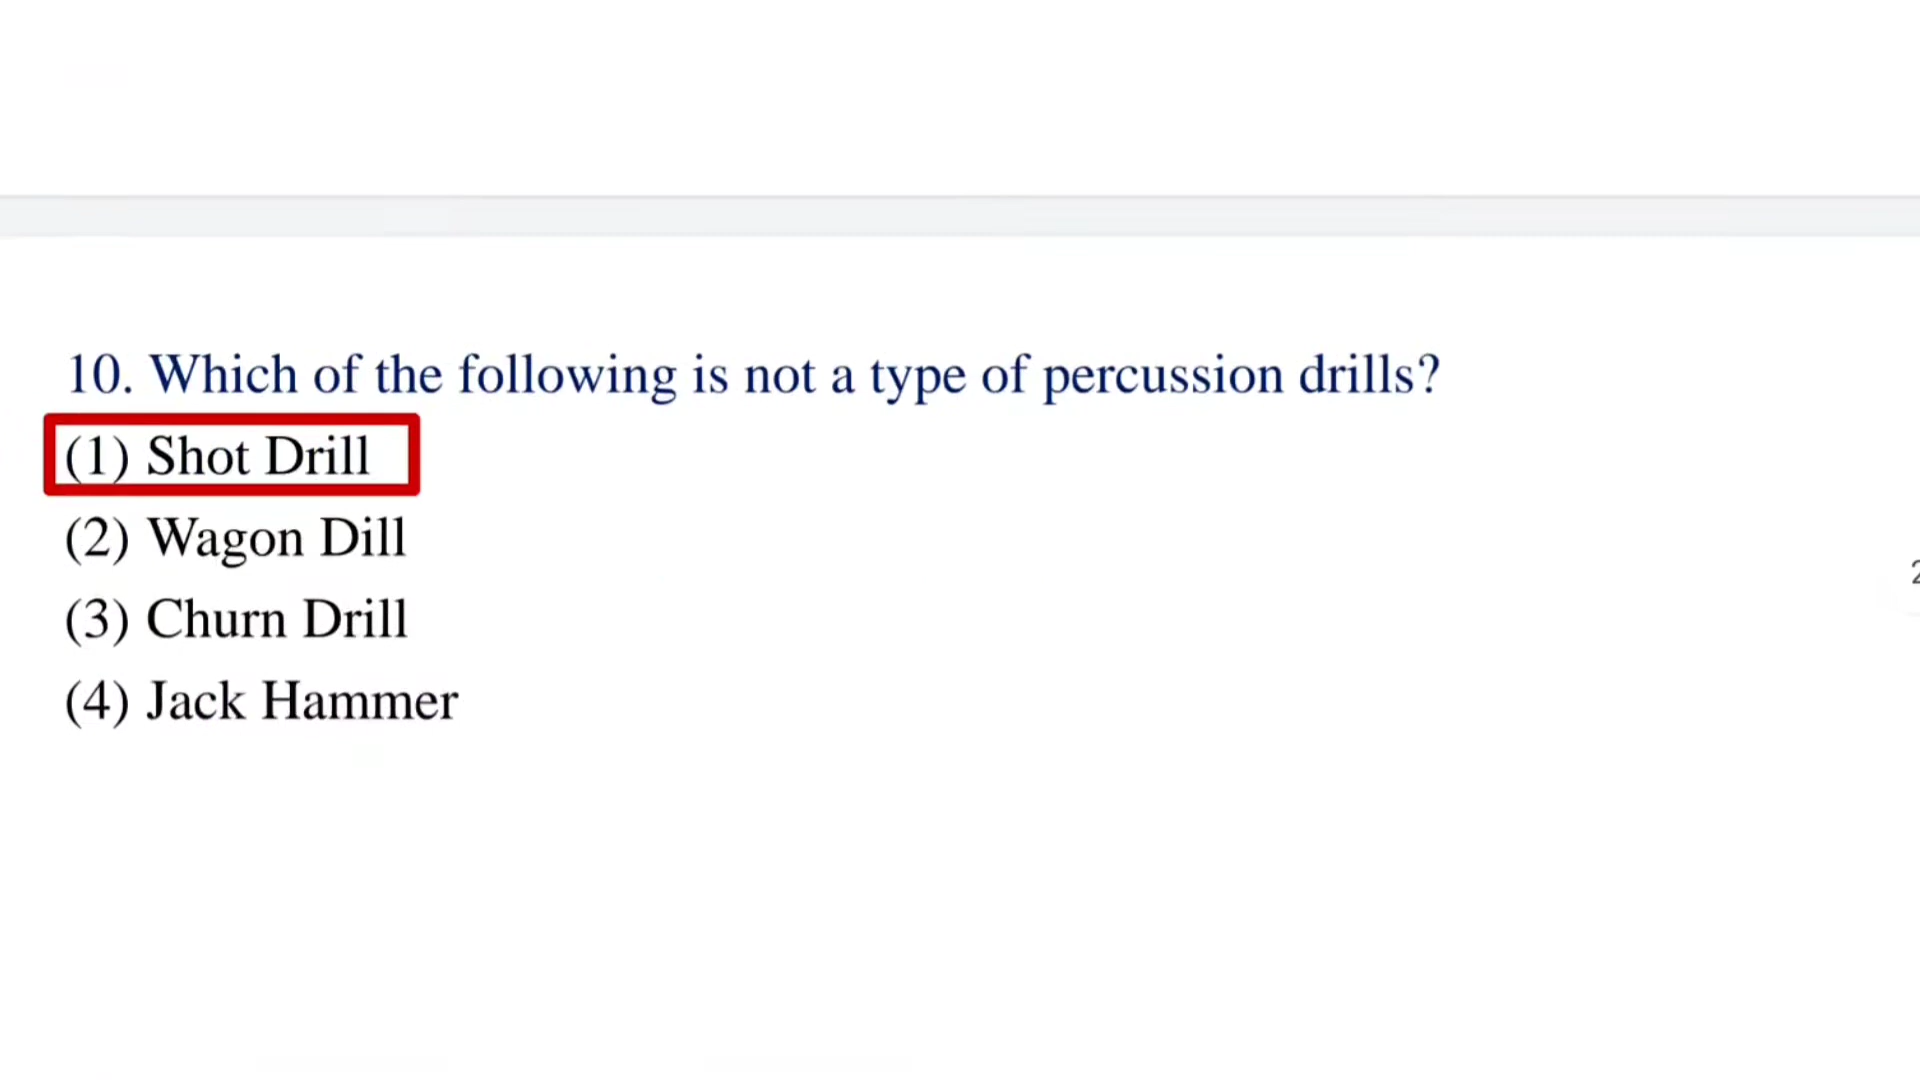 10. Which of the following is not a type of percussion drills?
(1) Shot Drill
(2) Wagon Dill
(3) Churn Drill
(4) Jack Hammer